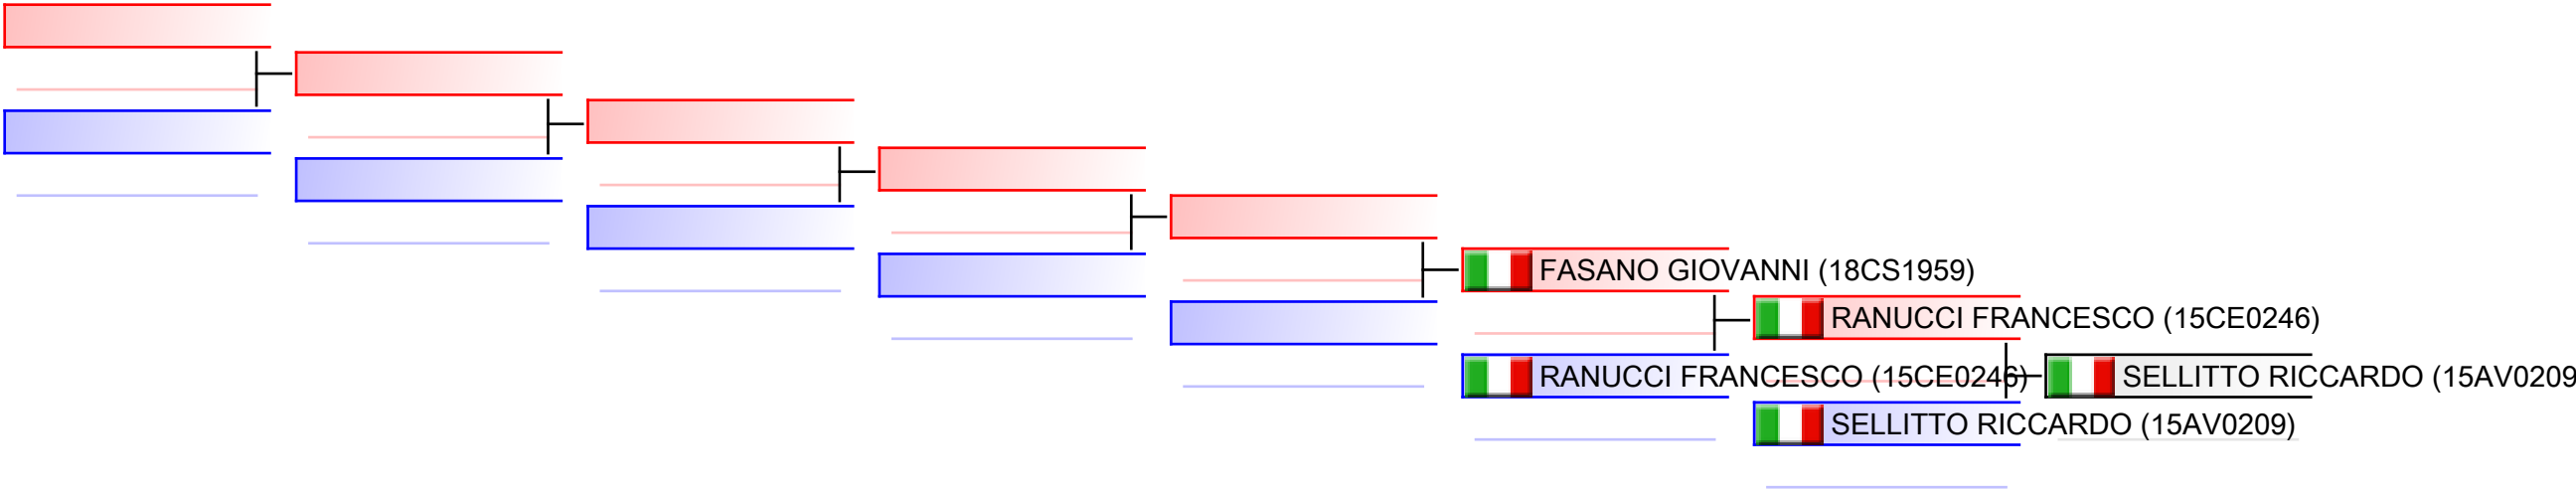 FASANO GIOVANNI (18CS1959)
RANUCCI FRANCESCO (15CE0246)
RANUCCI FRANCESCO (15CE0246)
SELLITTO RICCARDO (15AV0209
SELLITTO RICCARDO (15AV0209)